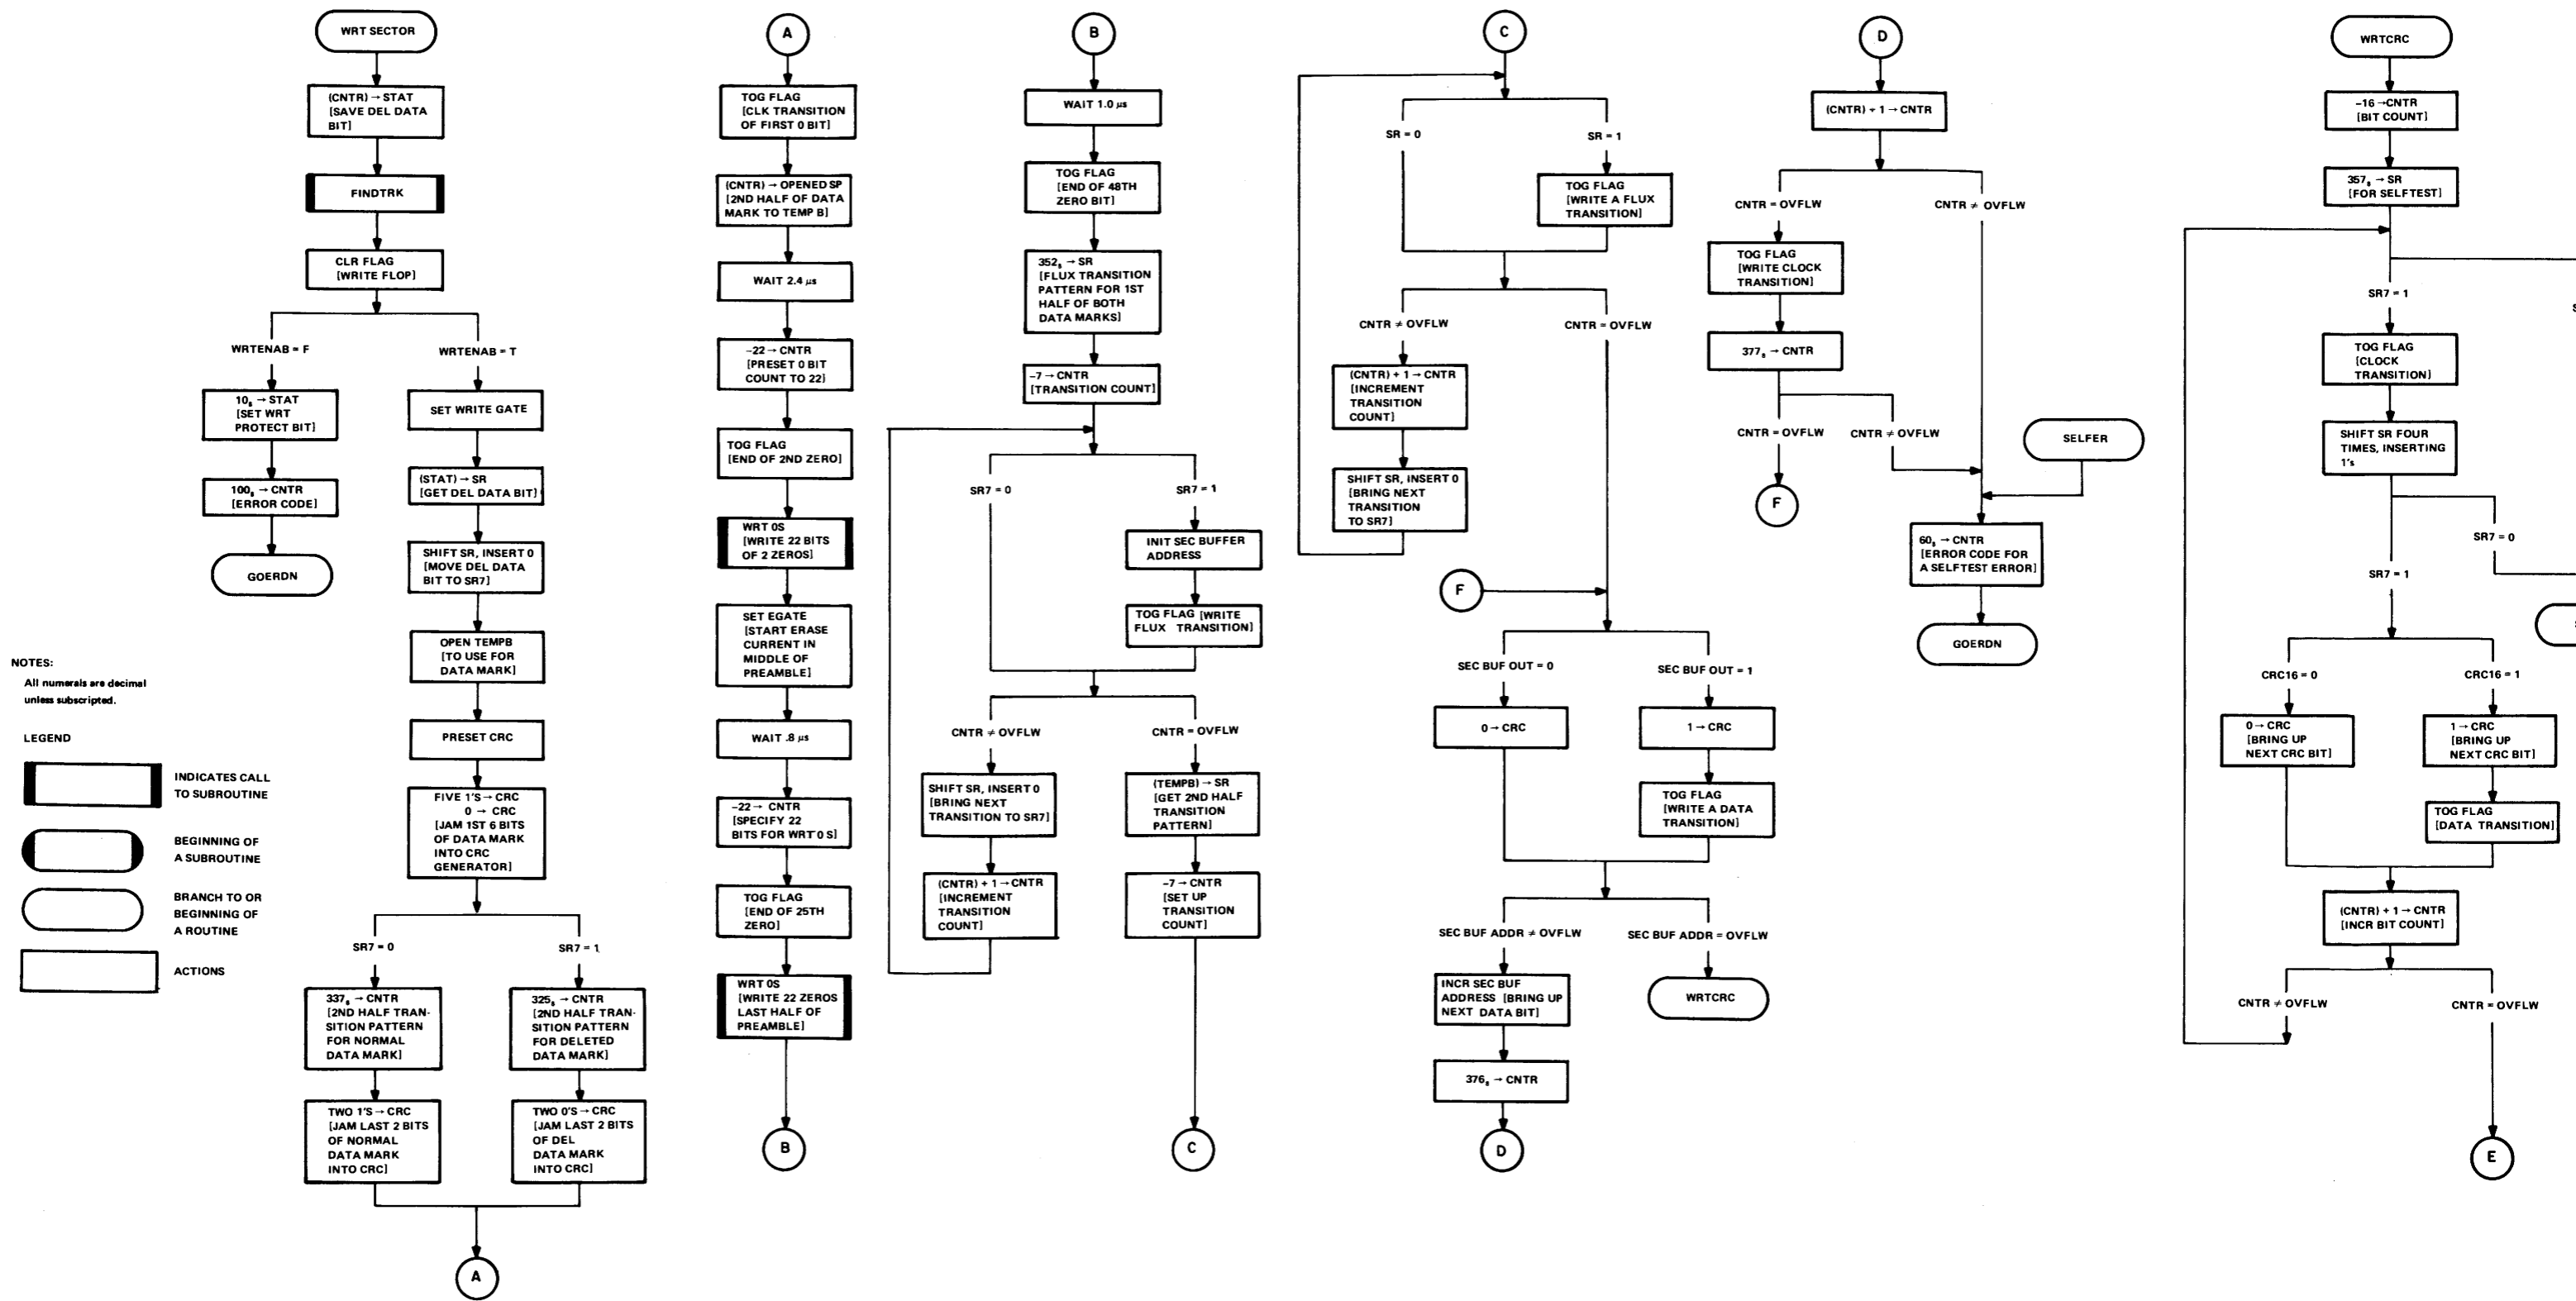 WRT SECTOR
(CNTR) → STAT
[SAVE DEL DATA
BIT]
FINDTRK
CLR FLAG
[WRITE FLOP]
WRTENAB = F
WRTENAB = T
10₈ → STAT
[SET WRT
PROTECT BIT]
100₈ → CNTR
[ERROR CODE]
GOERDN
SET WRITE GATE
(STAT) → SR
[GET DEL DATA BIT]
SHIFT SR, INSERT 0
[MOVE DEL DATA
BIT TO SR7]
OPEN TEMPB
[TO USE FOR
DATA MARK]
PRESET CRC
FIVE 1'S → CRC
0 → CRC
[JAM 1ST 6 BITS
OF DATA MARK
INTO CRC
GENERATOR]
SR7 = 0
SR7 = 1
337₈ → CNTR
[2ND HALF TRAN-
SITION PATTERN
FOR NORMAL
DATA MARK]
325₈ → CNTR
[2ND HALF TRAN-
SITION PATTERN
FOR DELETED
DATA MARK]
TWO 1'S → CRC
[JAM LAST 2 BITS
OF NORMAL
DATA MARK
INTO CRC]
TWO 0'S → CRC
[JAM LAST 2 BITS
OF DEL
DATA MARK
INTO CRC]
A
NOTES:
All numerals are decimal
unless subscripted.
LEGEND
INDICATES CALL
TO SUBROUTINE
BEGINNING OF
A SUBROUTINE
BRANCH TO OR
BEGINNING OF
A ROUTINE
ACTIONS
A
TOG FLAG
[CLK TRANSITION
OF FIRST 0 BIT]
(CNTR) → OPENED SP
[2ND HALF OF DATA
MARK TO TEMP B]
WAIT 2.4 μs
-22 → CNTR
[PRESET 0 BIT
COUNT TO 22]
TOG FLAG
[END OF 2ND ZERO]
WRT 0S
[WRITE 22 BITS
OF 2 ZEROS]
SET EGATE
[START ERASE
CURRENT IN
MIDDLE OF
PREAMBLE]
WAIT .8 μs
-22 → CNTR
[SPECIFY 22
BITS FOR WRT 0 S]
TOG FLAG
[END OF 25TH
ZERO]
WRT 0S
[WRITE 22 ZEROS
LAST HALF OF
PREAMBLE]
B
B
WAIT 1.0 μs
TOG FLAG
[END OF 48TH
ZERO BIT]
352₈ → SR
[FLUX TRANSITION
PATTERN FOR 1ST
HALF OF BOTH
DATA MARKS]
-7 → CNTR
[TRANSITION COUNT]
SR7 = 0
SR7 = 1
INIT SEC BUFFER
ADDRESS
TOG FLAG [WRITE
FLUX TRANSITION]
CNTR ≠ OVFLW
CNTR = OVFLW
SHIFT SR, INSERT 0
[BRING NEXT
TRANSITION TO SR7]
(TEMPB) → SR
[GET 2ND HALF
TRANSITION
PATTERN]
(CNTR) + 1 → CNTR
[INCREMENT
TRANSITION
COUNT]
-7 → CNTR
[SET UP
TRANSITION
COUNT]
C
C
SR = 0
SR = 1
TOG FLAG
[WRITE A FLUX
TRANSITION]
CNTR ≠ OVFLW
CNTR = OVFLW
(CNTR) + 1 → CNTR
[INCREMENT
TRANSITION
COUNT]
SHIFT SR, INSERT 0
[BRING NEXT
TRANSITION
TO SR7]
F
SEC BUF OUT = 0
SEC BUF OUT = 1
0 → CRC
1 → CRC
TOG FLAG
[WRITE A DATA
TRANSITION]
SEC BUF ADDR ≠ OVFLW
SEC BUF ADDR = OVFLW
INCR SEC BUF
ADDRESS [BRING UP
NEXT DATA BIT]
WRTCRC
376₈ → CNTR
D
D
(CNTR) + 1 → CNTR
CNTR = OVFLW
CNTR ≠ OVFLW
TOG FLAG
[WRITE CLOCK
TRANSITION]
377₈ → CNTR
CNTR = OVFLW
CNTR ≠ OVFLW
F
SELFER
60₈ → CNTR
[ERROR CODE FOR
A SELFTEST ERROR]
GOERDN
WRTCRC
-16 → CNTR
[BIT COUNT]
357₈ → SR
[FOR SELFTEST]
SR7 = 1
TOG FLAG
[CLOCK
TRANSITION]
SHIFT SR FOUR
TIMES, INSERTING
1's
SR7 = 0
SR7 = 1
CRC16 = 0
CRC16 = 1
0 → CRC
[BRING UP
NEXT CRC BIT]
1 → CRC
[BRING UP
NEXT CRC BIT]
TOG FLAG
[DATA TRANSITION]
(CNTR) + 1 → CNTR
[INCR BIT COUNT]
CNTR ≠ OVFLW
CNTR = OVFLW
E